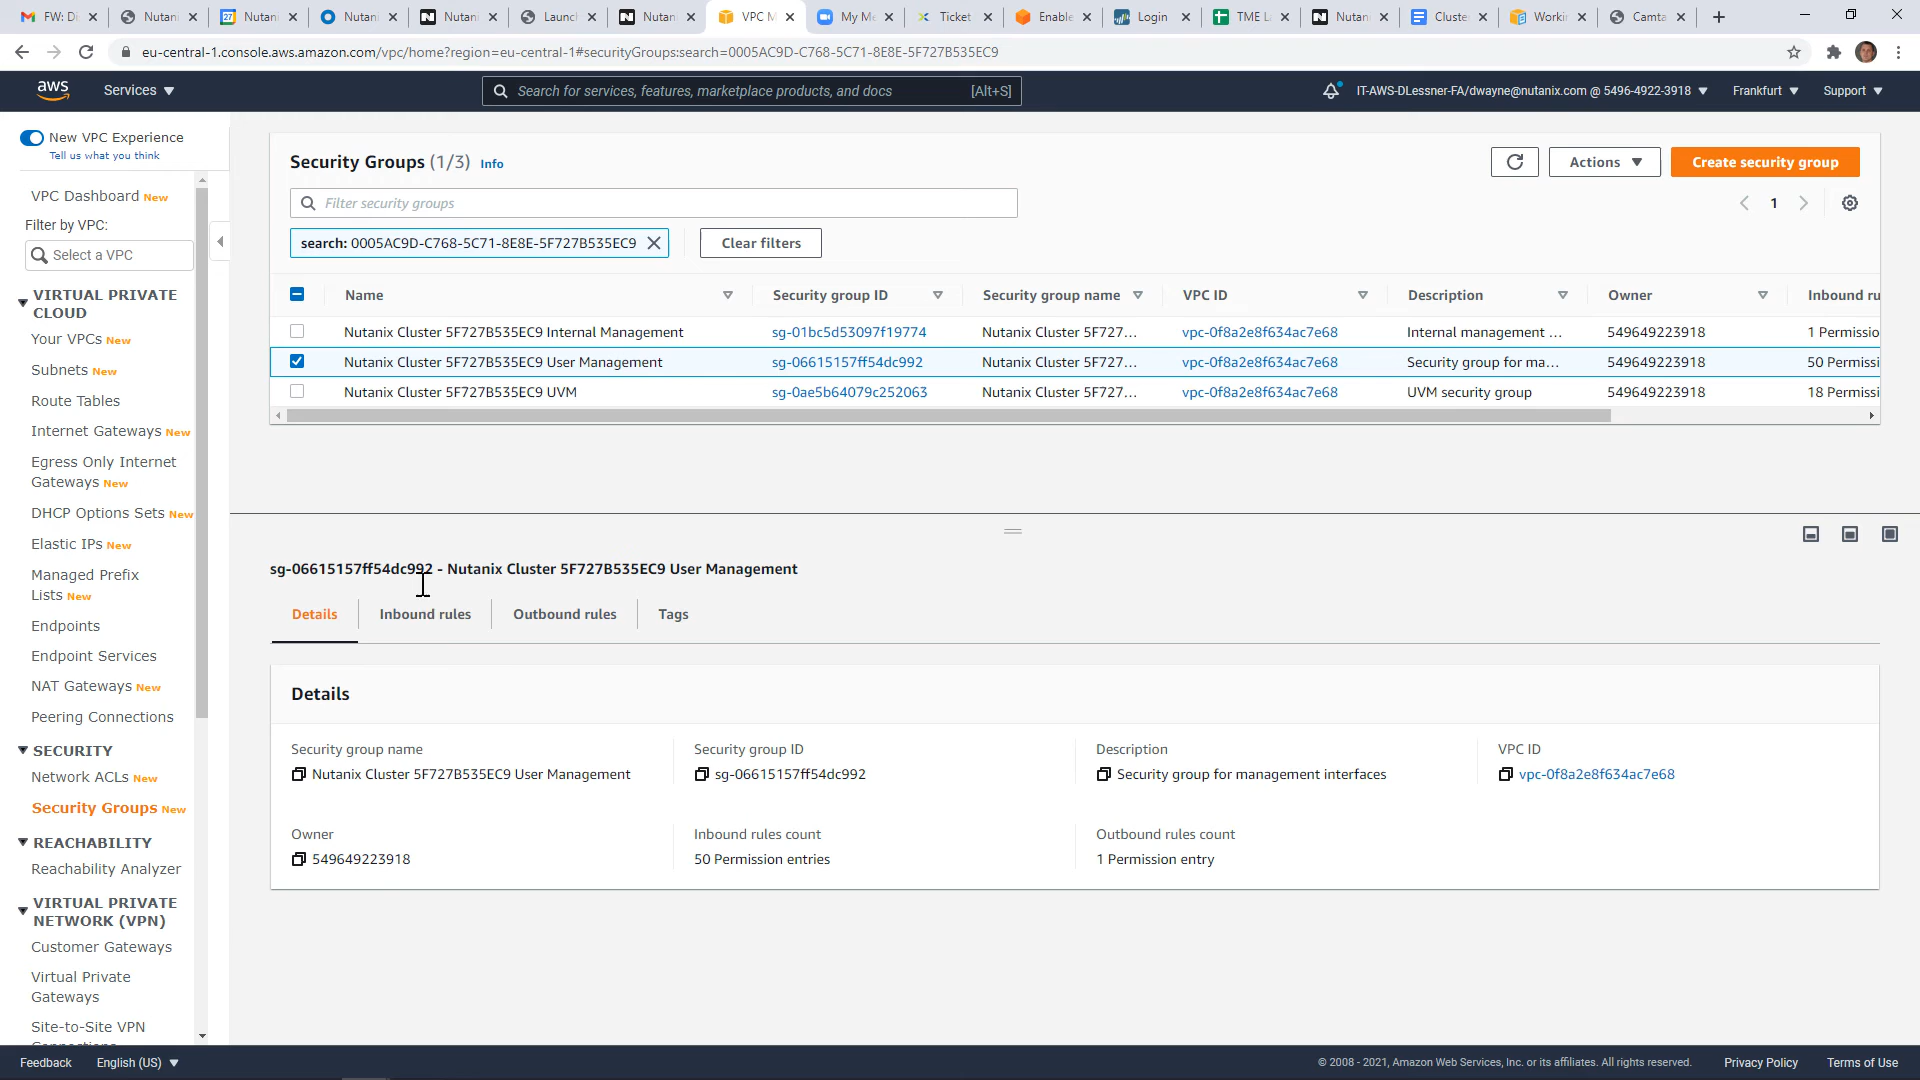 FW: Di
Nutani
Nutani
Nutani
Nutani
Launc
Nutani
VPC M
My Me
Ticket
Enable
Login
TME L
Nutani
Cluste
Workin
Camta
eu-central-1.console.aws.amazon.com/vpc/home?region=eu-central-1#securityGroups:search=0005AC9D-C768-5C71-8E8E-5F727B535EC9
aws
Services
Search for services, features, marketplace products, and docs [Alt+S]
IT-AWS-DLessner-FA/dwayne@nutanix.com @ 5496-4922-3918
Frankfurt
Support
New VPC Experience
Tell us what you think
VPC Dashboard New
Filter by VPC:
Select a VPC
VIRTUAL PRIVATE
CLOUD
Your VPCs New
Subnets New
Route Tables
Internet Gateways New
Egress Only Internet
Gateways New
DHCP Options Sets New
Elastic IPs New
Managed Prefix
Lists New
Endpoints
Endpoint Services
NAT Gateways New
Peering Connections
SECURITY
Network ACLs New
Security Groups New
REACHABILITY
Reachability Analyzer
VIRTUAL PRIVATE
NETWORK (VPN)
Customer Gateways
Virtual Private
Gateways
Site-to-Site VPN
Security Groups (1/3) Info
Actions
Create security group
Filter security groups
1
search: 0005AC9D-C768-5C71-8E8E-5F727B535EC9
Clear filters
Name Security group ID Security group name VPC ID Description Owner Inbound ru
Nutanix Cluster 5F727B535EC9 Internal Management sg-01bc5d53097f19774 Nutanix Cluster 5F727... vpc-0f8a2e8f634ac7e68 Internal management ... 549649223918 1 Permissio
Nutanix Cluster 5F727B535EC9 User Management sg-06615157ff54dc992 Nutanix Cluster 5F727... vpc-0f8a2e8f634ac7e68 Security group for ma... 549649223918 50 Permissi
Nutanix Cluster 5F727B535EC9 UVM sg-0ae5b64079c252063 Nutanix Cluster 5F727... vpc-0f8a2e8f634ac7e68 UVM security group 549649223918 18 Permissi
sg-06615157ff54dc992 - Nutanix Cluster 5F727B535EC9 User Management
Details
Inbound rules
Outbound rules
Tags
Details
Security group name
Nutanix Cluster 5F727B535EC9 User Management
Security group ID
sg-06615157ff54dc992
Description
Security group for management interfaces
VPC ID
vpc-0f8a2e8f634ac7e68
Owner
549649223918
Inbound rules count
50 Permission entries
Outbound rules count
1 Permission entry
Feedback
English (US)
© 2008 - 2021, Amazon Web Services, Inc. or its affiliates. All rights reserved.
Privacy Policy
Terms of Use